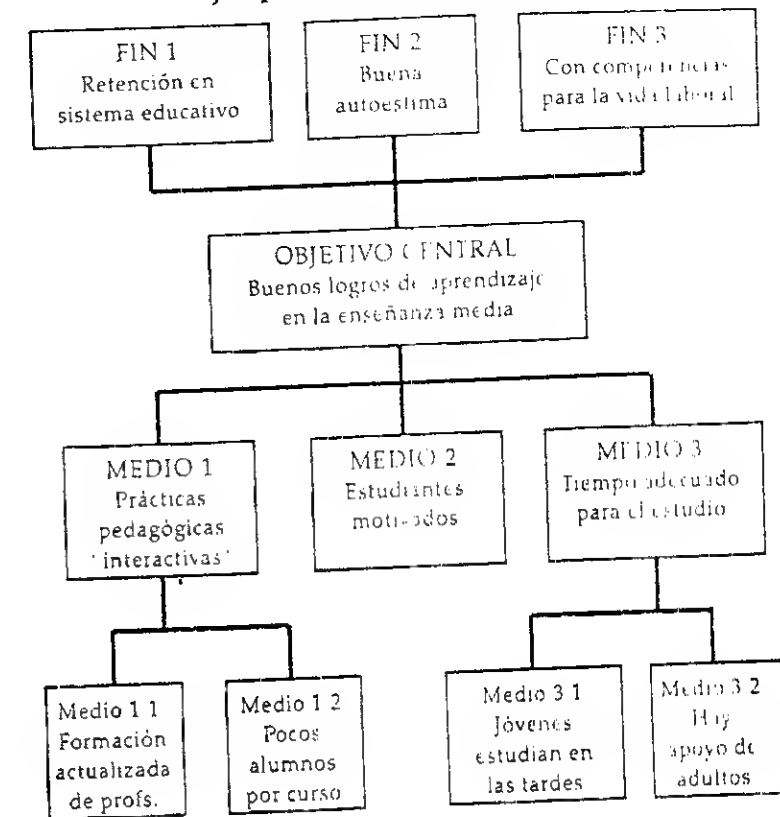 FIN 1
Retención en
sistema educativo
FIN 2
Buena
autoestima
FIN 3
Con competencias
para la vida laboral
OBJETIVO CENTRAL
Buenos logros de aprendizaje
en la enseñanza media
MEDIO 1
Prácticas
pedagógicas
"interactivas"
MEDIO 2
Estudiantes
motivados
MEDIO 3
Tiempo adecuado
para el estudio
Medio 1 1
Formación
actualizada
de profs.
Medio 1 2
Pocos
alumnos
por curso
Medio 3 1
Jóvenes
estudian en
las tardes
Medio 3 2
Hay
apoyo de
adultos